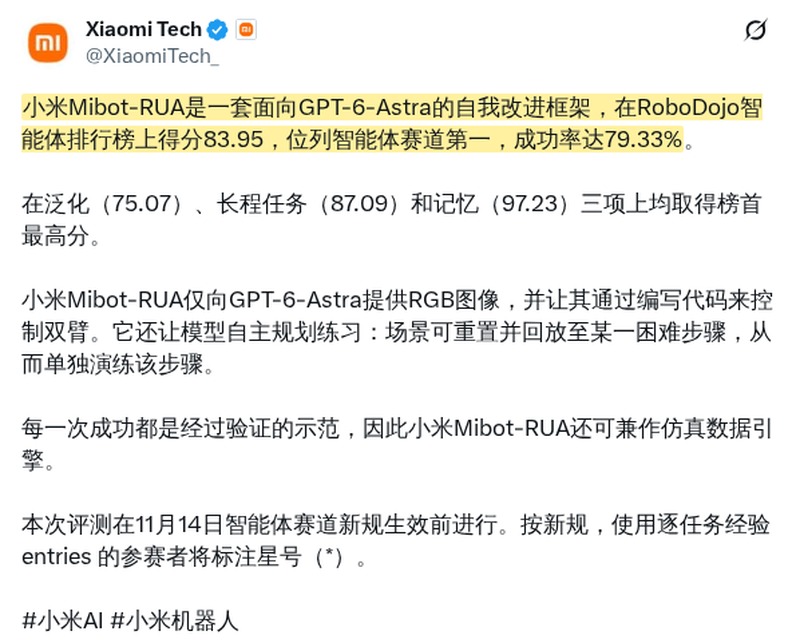 Xiaomi Tech
@XiaomiTech_
小米Mibot-RUA是一套面向GPT-6-Astra的自我改进框架，在RoboDojo智
能体排行榜上得分83.95，位列智能体赛道第一，成功率达79.33%。
在泛化（75.07）、长程任务（87.09）和记忆（97.23）三项上均取得榜首
最高分。
小米Mibot-RUA仅向GPT-6-Astra提供RGB图像，并让其通过编写代码来控
制双臂。它还让模型自主规划练习：场景可重置并回放至某一困难步骤，从
而单独演练该步骤。
每一次成功都是经过验证的示范，因此小米Mibot-RUA还可兼作仿真数据引
擎。
本次评测在11月14日智能体赛道新规生效前进行。按新规，使用逐任务经验
entries 的参赛者将标注星号（*）。
#小米AI #小米机器人